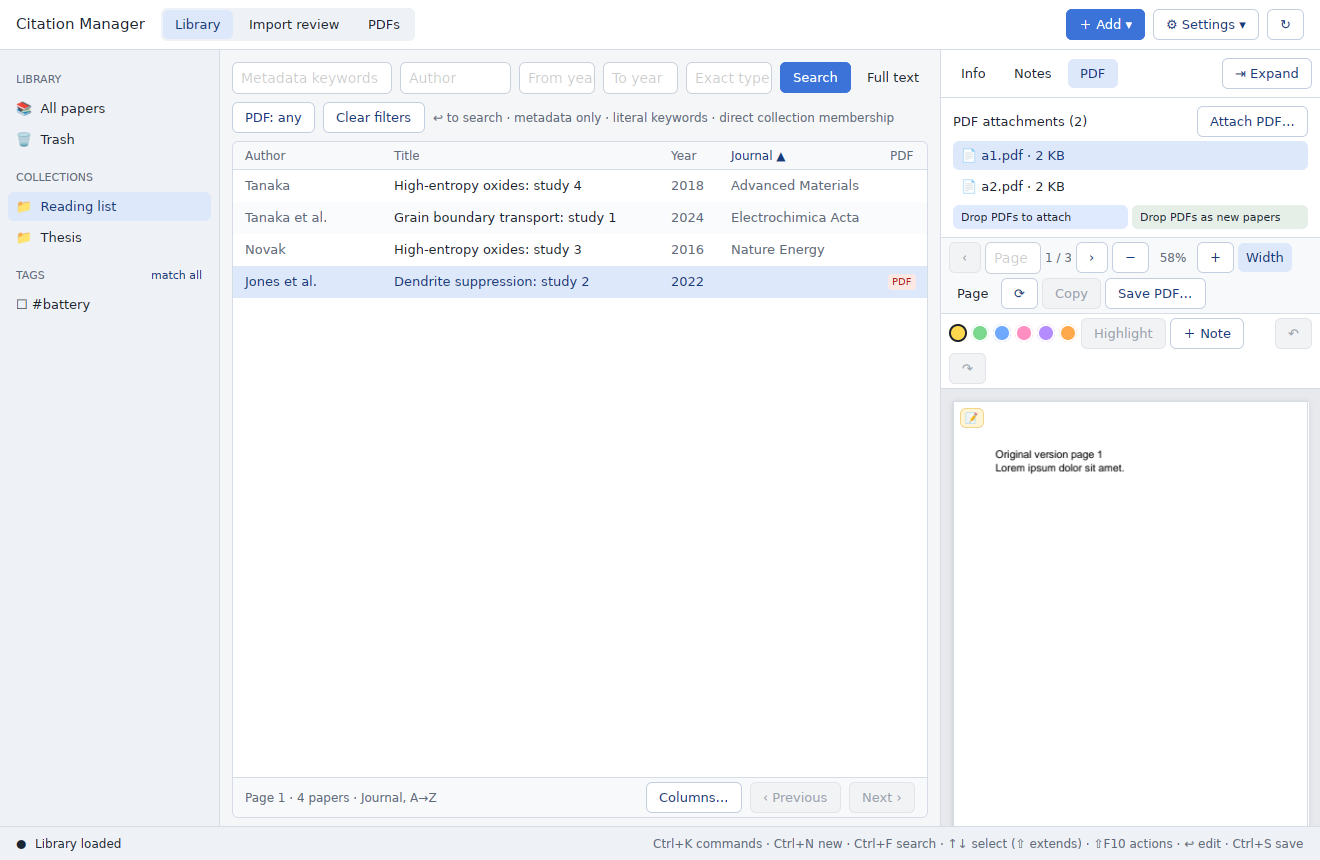 Citation Manager
Library
Import review
PDFs
+ Add ▾
⚙ Settings ▾
↻
LIBRARY
All papers
Trash
COLLECTIONS
Reading list
Thesis
TAGS
match all
☐ #battery
Metadata keywords
Author
From yea
To year
Exact type
Search
Full text
PDF: any
Clear filters
↩ to search · metadata only · literal keywords · direct collection membership
Author Title Year Journal ▲ PDF
Tanaka High-entropy oxides: study 4 2018 Advanced Materials
Tanaka et al. Grain boundary transport: study 1 2024 Electrochimica Acta
Novak High-entropy oxides: study 3 2016 Nature Energy
Jones et al. Dendrite suppression: study 2 2022 PDF
Page 1 · 4 papers · Journal, A→Z
Columns…
‹ Previous
Next ›
Info
Notes
PDF
⇥ Expand
PDF attachments (2)
Attach PDF…
a1.pdf · 2 KB
a2.pdf · 2 KB
Drop PDFs to attach
Drop PDFs as new papers
‹
Page
1 / 3
›
−
58%
+
Width
Page
⟳
Copy
Save PDF…
Highlight
+ Note
↶
↷
Original version page 1
Lorem ipsum dolor sit amet.
● Library loaded
Ctrl+K commands · Ctrl+N new · Ctrl+F search · ↑↓ select (⇧ extends) · ⇧F10 actions · ↩ edit · Ctrl+S save